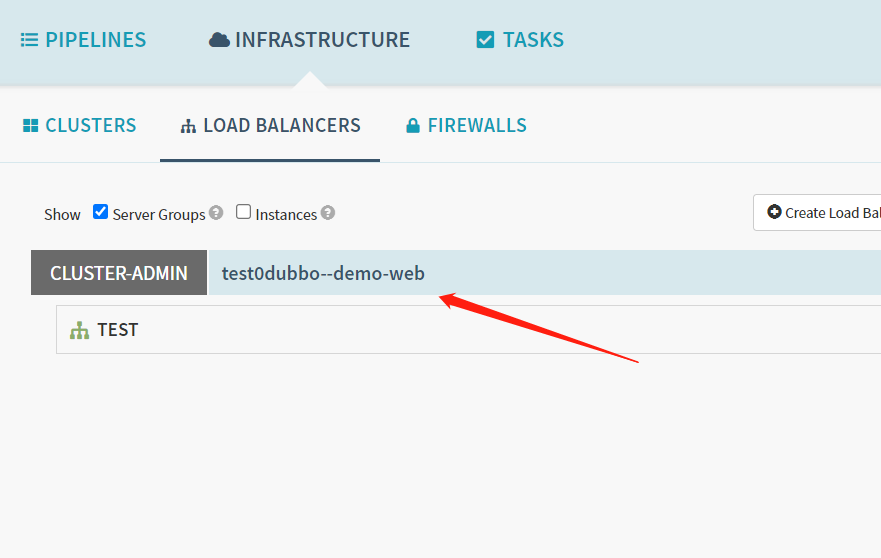 PIPELINES INFRASTRUCTURE TASKS
CLUSTERS LOAD BALANCERS FIREWALLS
Show Server Groups ? Instances ? Create Load Bal
CLUSTER-ADMIN test0dubbo--demo-web
TEST